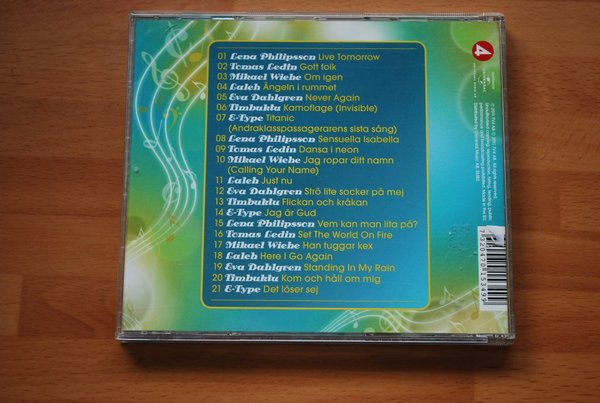 01 Lena Philipsson Live Tomorrow
02 Tomas Ledin Gott folk
03 Mikael Wiehe Om igen
04 Laleh Ängeln i rummet
05 Eva Dahlgren Never Again
06 Timbuktu Kamoflage (Invisible)
07 E-Type Titanic
(Andraklasspassagerarens sista sång)
08 Lena Philipsson Sensuella Isabella
09 Tomas Ledin Dansa i neon
10 Mikael Wiehe Jag ropar ditt namn
(Calling Your Name)
11 Laleh Just nu
12 Eva Dahlgren Strö lite socker på mej
13 Timbuktu Flickan och kråkan
14 E-Type Jag är Gud
15 Lena Philipsson Vem kan man lita på?
16 Tomas Ledin Set The World On Fire
17 Mikael Wiehe Han tuggar kex
18 Laleh Here I Go Again
19 Eva Dahlgren Standing In My Rain
20 Timbuktu Kom och håll om mig
21 E-Type Det löser sej
4